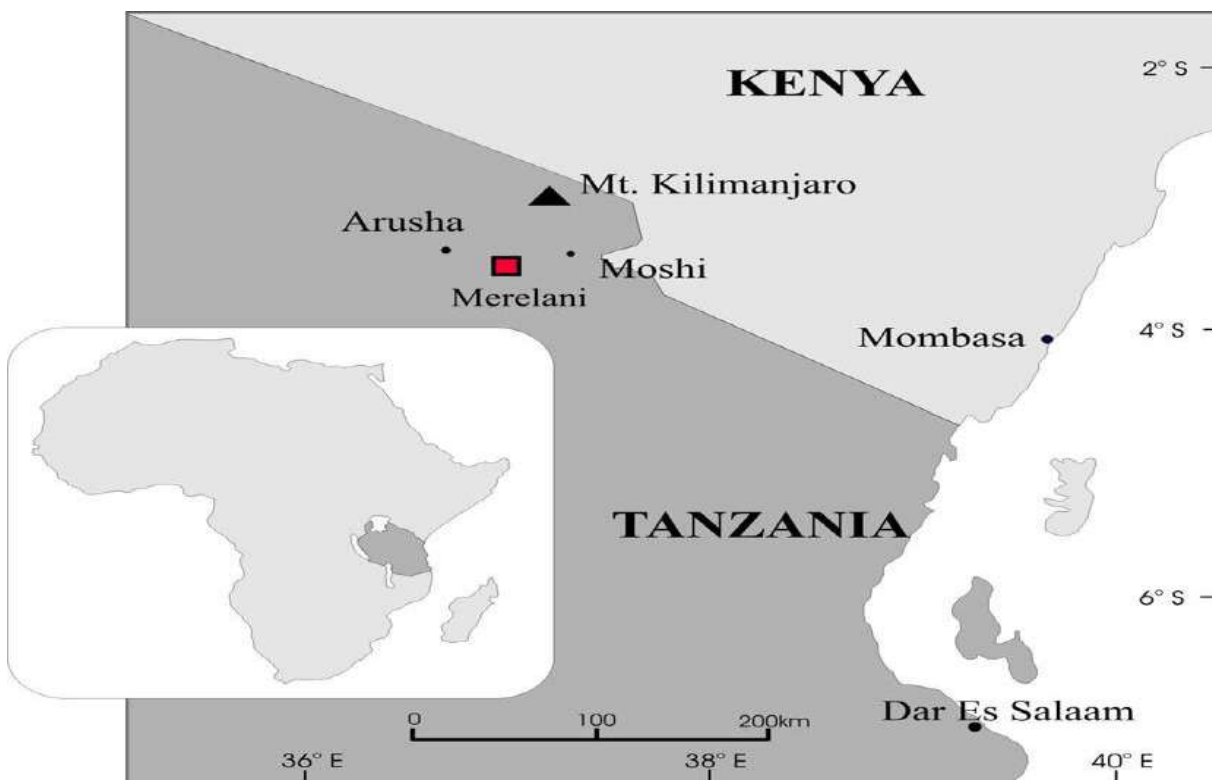 KENYA
2° S
Mt. Kilimanjaro
Arusha
Moshi
Merelani
Mombasa
4° S
TANZANIA
6° S
Dar Es Salaam
0 100 200km
36° E 38° E 40° E